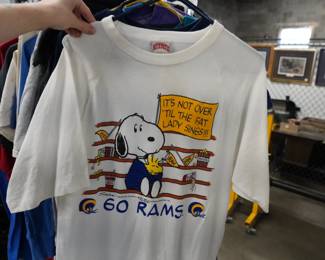 IT'S NOT OVER
'TIL THE FAT
LADY SINGS!!!
GO RAMS